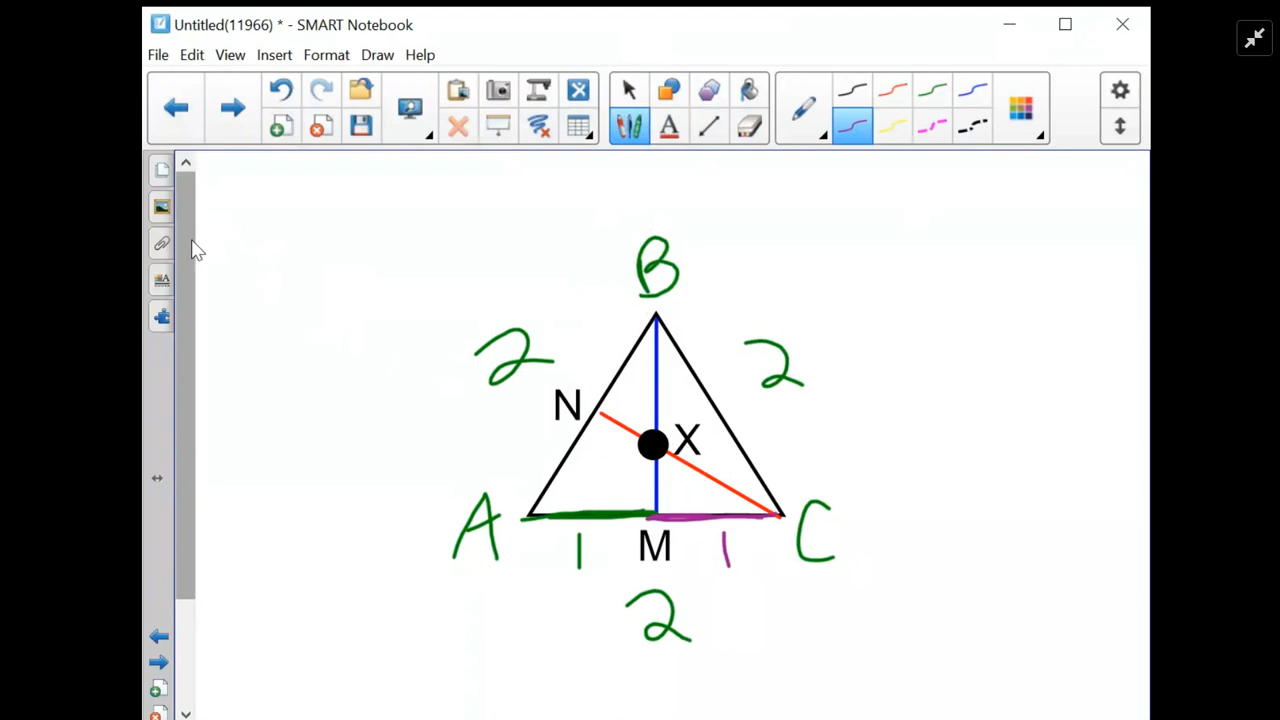 Untitled(11966) * - SMART Notebook
File Edit View Insert Format Draw Help
B
2 2
N
X
A C
1 M 1
2